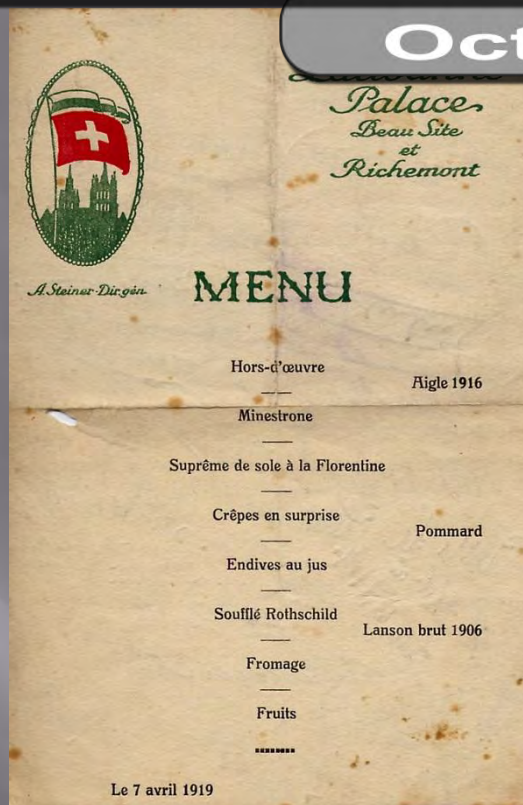 Oct
Palace
Beau Site
et
Richemont
A. Steiner-Dir. gén.
MENU
Hors-d'œuvre
Aigle 1916
Minestrone
Suprême de sole à la Florentine
Crêpes en surprise
Pommard
Endives au jus
Soufflé Rothschild
Lanson brut 1906
Fromage
Fruits
Le 7 avril 1919